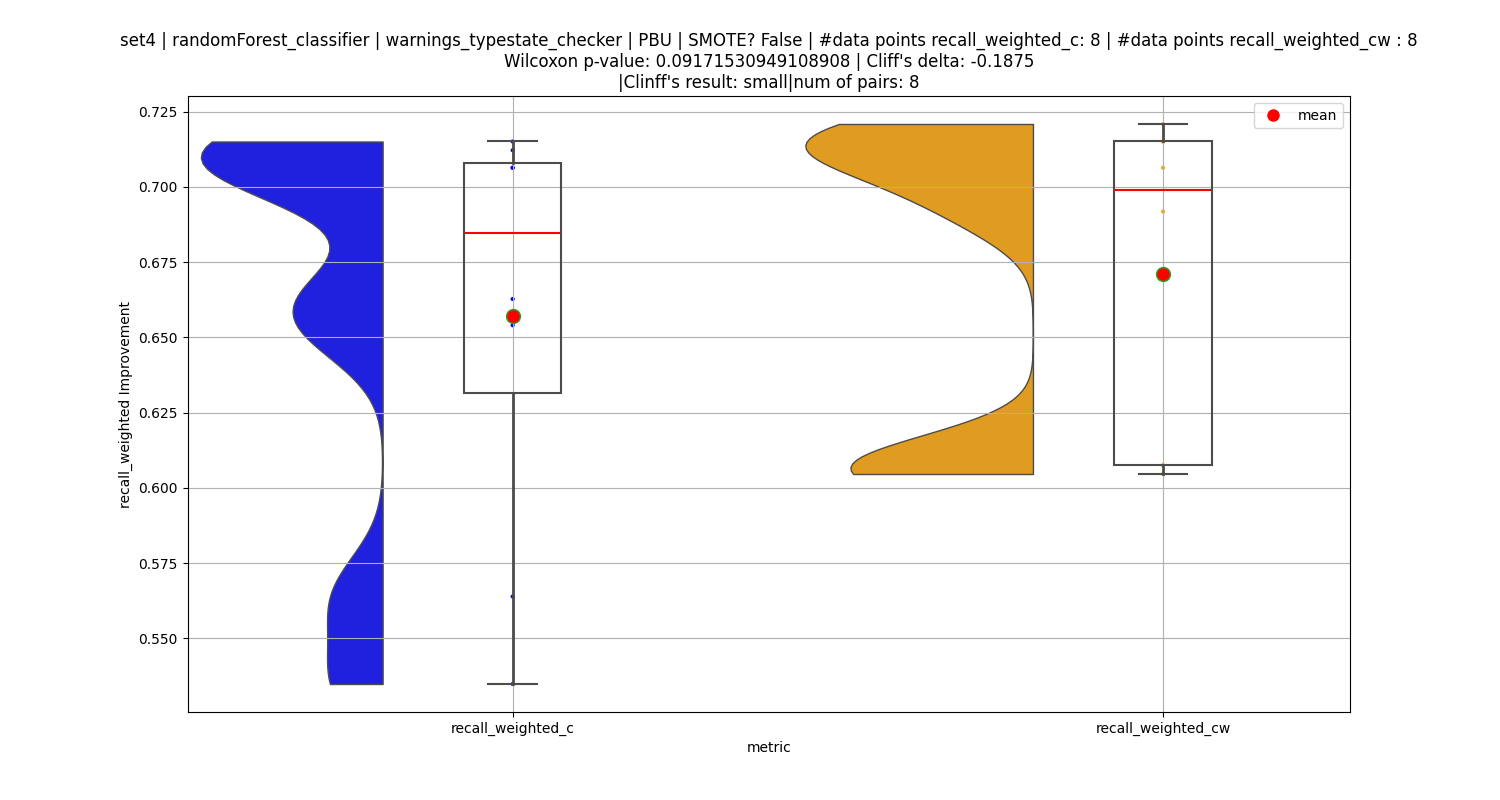 set4 | randomForest_classifier | warnings_typestate_checker | PBU | SMOTE? False | #data points recall_weighted_c: 8 | #data points recall_weighted_cw : 8
Wilcoxon p-value: 0.09171530949108908 | Cliff's delta: -0.1875
|Clinff's result: small|num of pairs: 8
mean
0.725
0.700
0.675
0.650
0.625
0.600
0.575
0.550
recall_weighted Improvement
recall_weighted_c
recall_weighted_cw
metric